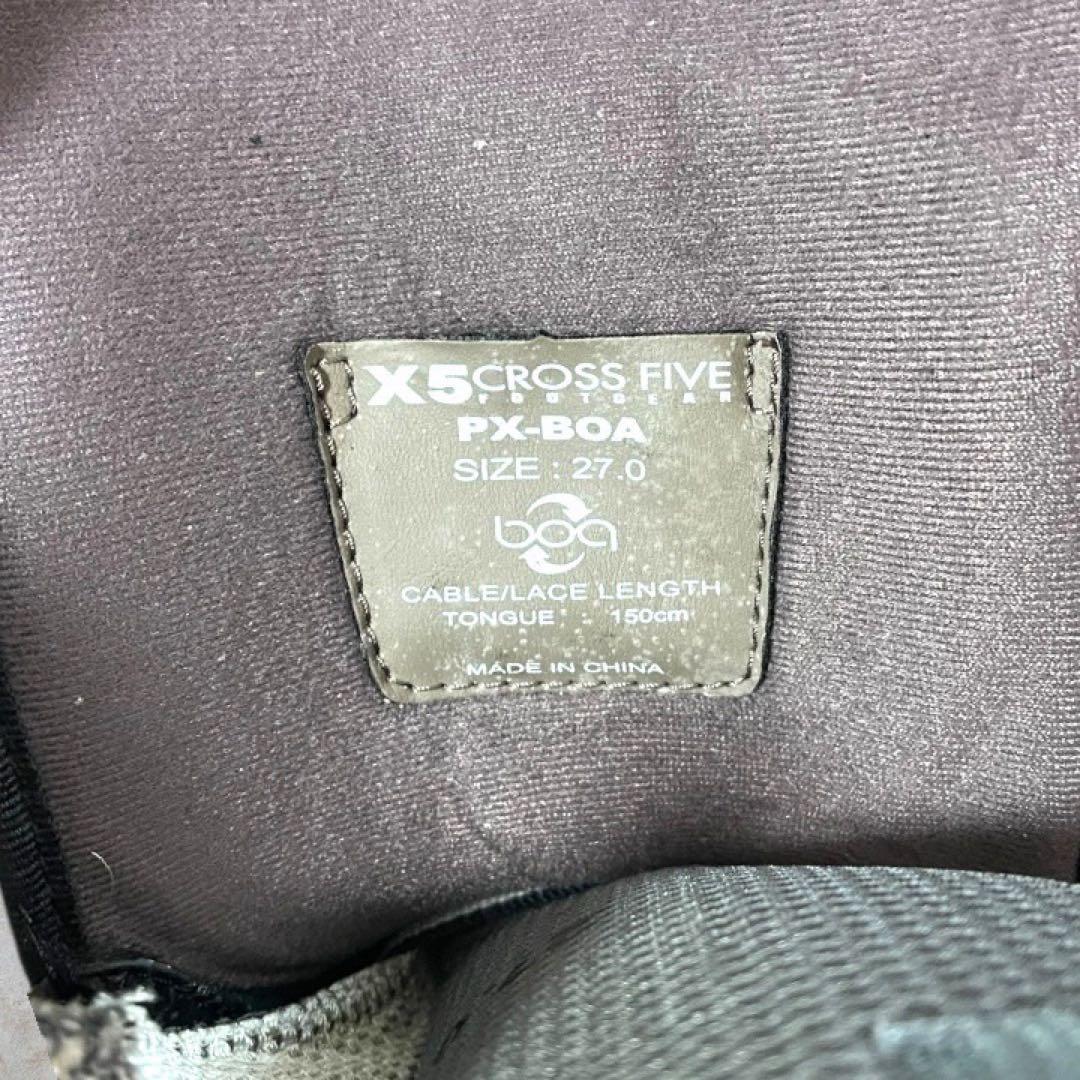 X5 CROSS FIVE
FOOTGEAR
PX-BOA
SIZE : 27.0
boa
CABLE/LACE LENGTH
TONGUE : 150cm
MADE IN CHINA